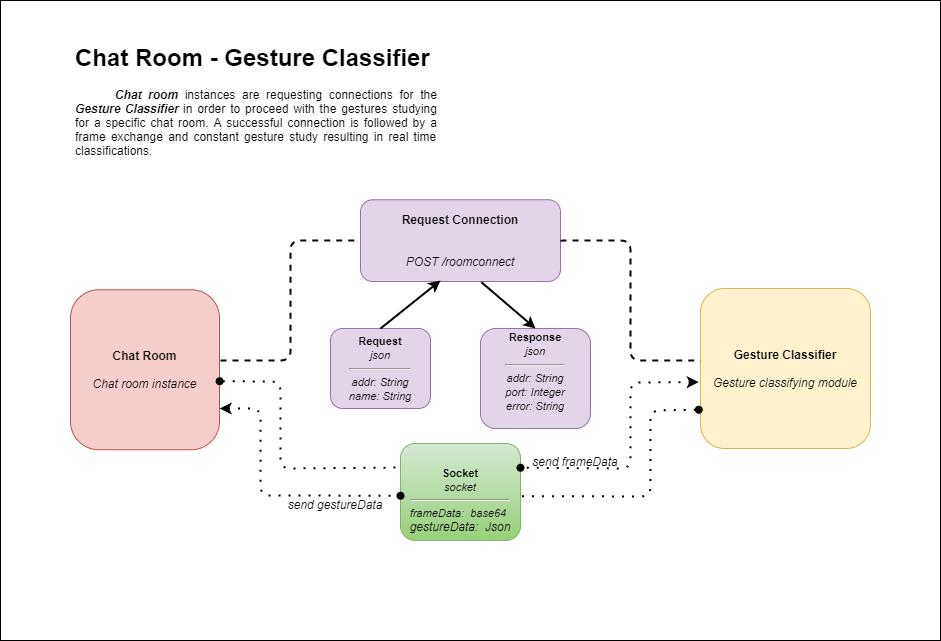 Chat Room - Gesture Classifier
Chat room instances are requesting connections for the
Gesture Classifier in order to proceed with the gestures studying
for a specific chat room. A successful connection is followed by a
frame exchange and constant gesture study resulting in real time
classifications.
Request Connection
POST /roomconnect
Chat Room
Chat room instance
Request
json
addr: String
name: String
Response
json
addr: String
port: Integer
error: String
Gesture Classifier
Gesture classifying module
send frameData
Socket
socket
frameData: base64
gestureData: Json
send gestureData